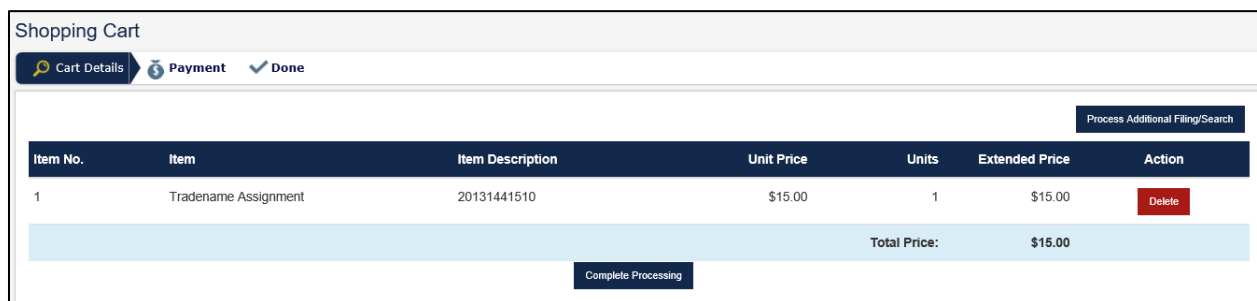 Shopping Cart
Cart Details Payment Done
Process Additional Filing/Search
Item No. Item Item Description Unit Price Units Extended Price Action
1 Tradename Assignment 20131441510 $15.00 1 $15.00 Delete
Total Price: $15.00
Complete Processing